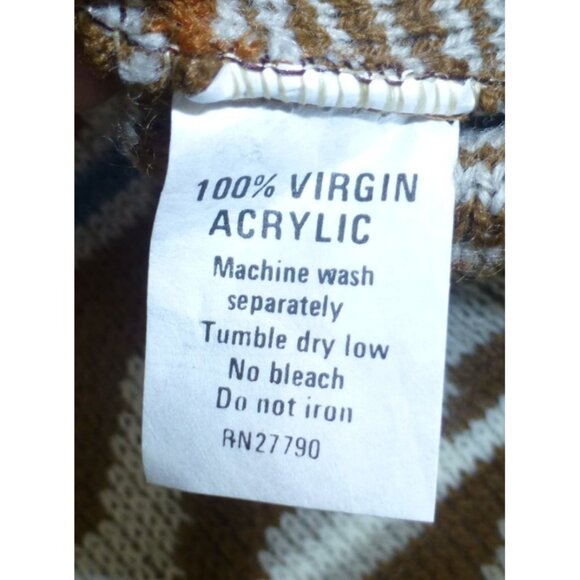 100% VIRGIN
ACRYLIC
Machine wash
separately
Tumble dry low
No bleach
Do not iron
RN27790